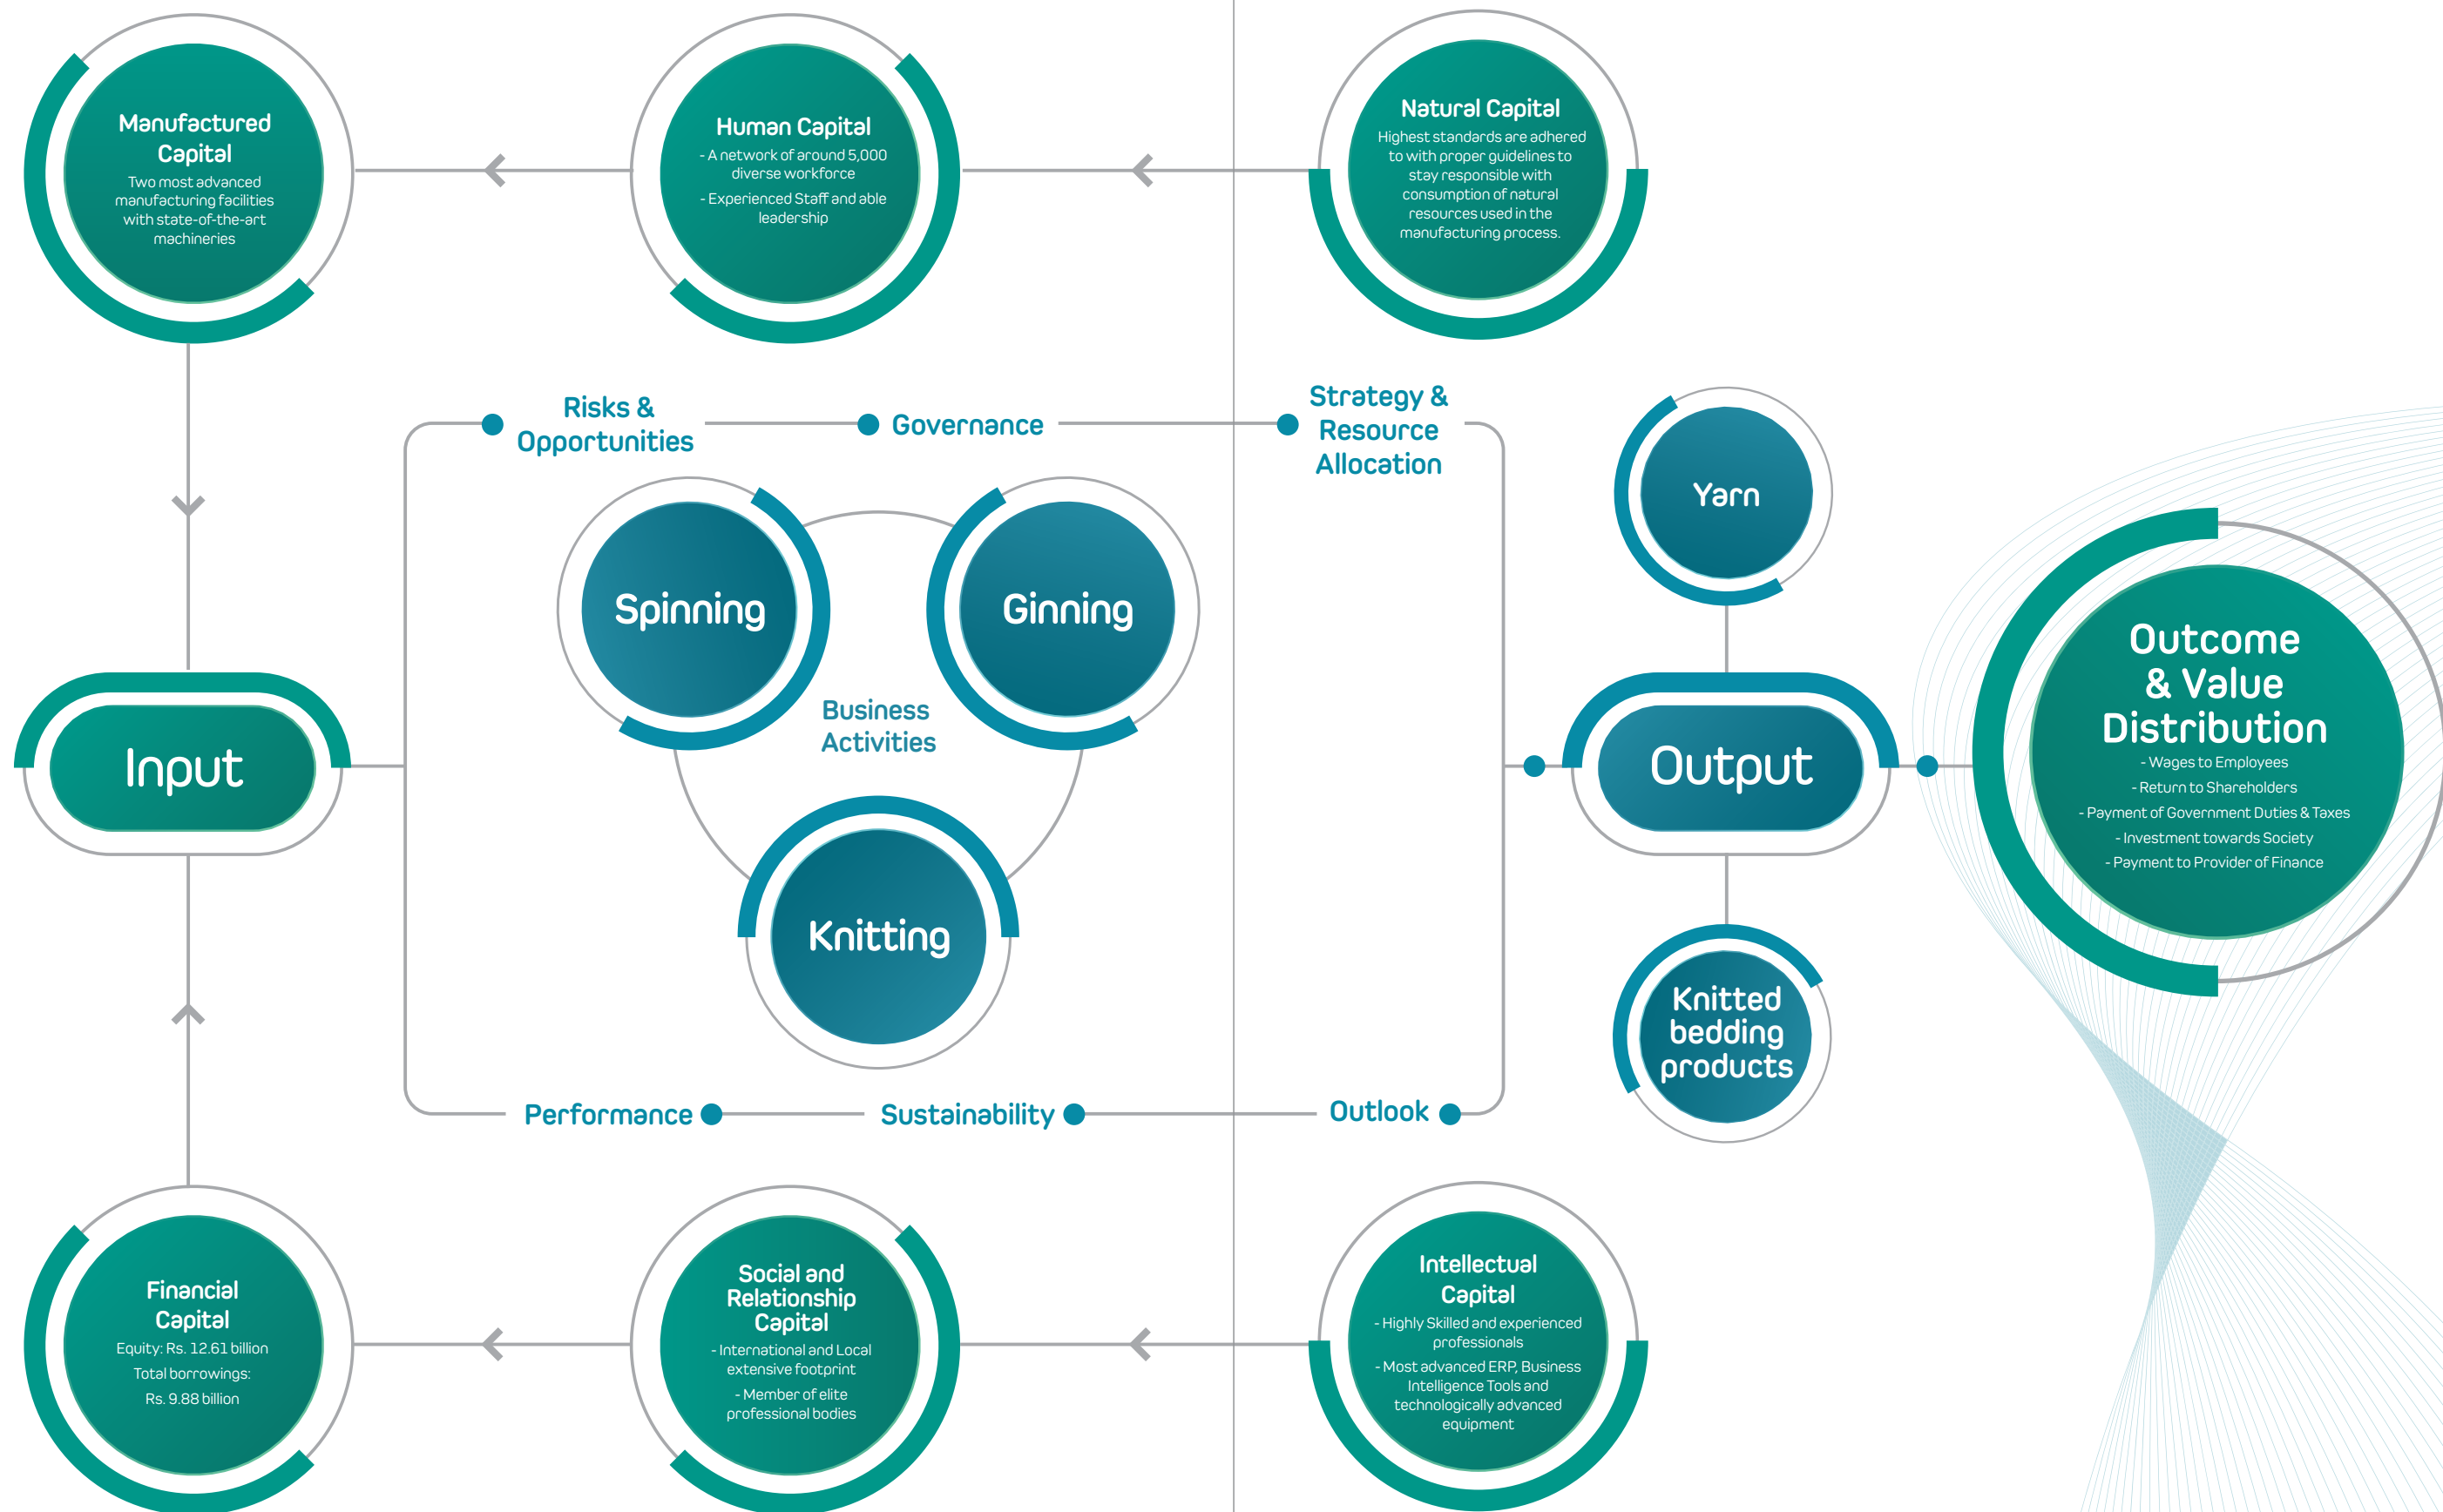 Manufactured
Capital
Two most advanced
manufacturing facilities
with state-of-the-art
machineries
Human Capital
- A network of around 5,000
diverse workforce
- Experienced Staff and able
leadership
Natural Capital
Highest standards are adhered
to with proper guidelines to
stay responsible with
consumption of natural
resources used in the
manufacturing process.
Risks &
Opportunities
Governance
Strategy &
Resource
Allocation
Spinning
Ginning
Business
Activities
Knitting
Input
Yarn
Output
Knitted
bedding
products
Outcome
& Value
Distribution
- Wages to Employees
- Return to Shareholders
- Payment of Government Duties & Taxes
- Investment towards Society
- Payment to Provider of Finance
Performance
Sustainability
Outlook
Financial
Capital
Equity: Rs. 12.61 billion
Total borrowings:
Rs. 9.88 billion
Social and
Relationship
Capital
- International and Local
extensive footprint
- Member of elite
professional bodies
Intellectual
Capital
- Highly Skilled and experienced
professionals
- Most advanced ERP, Business
Intelligence Tools and
technologically advanced
equipment